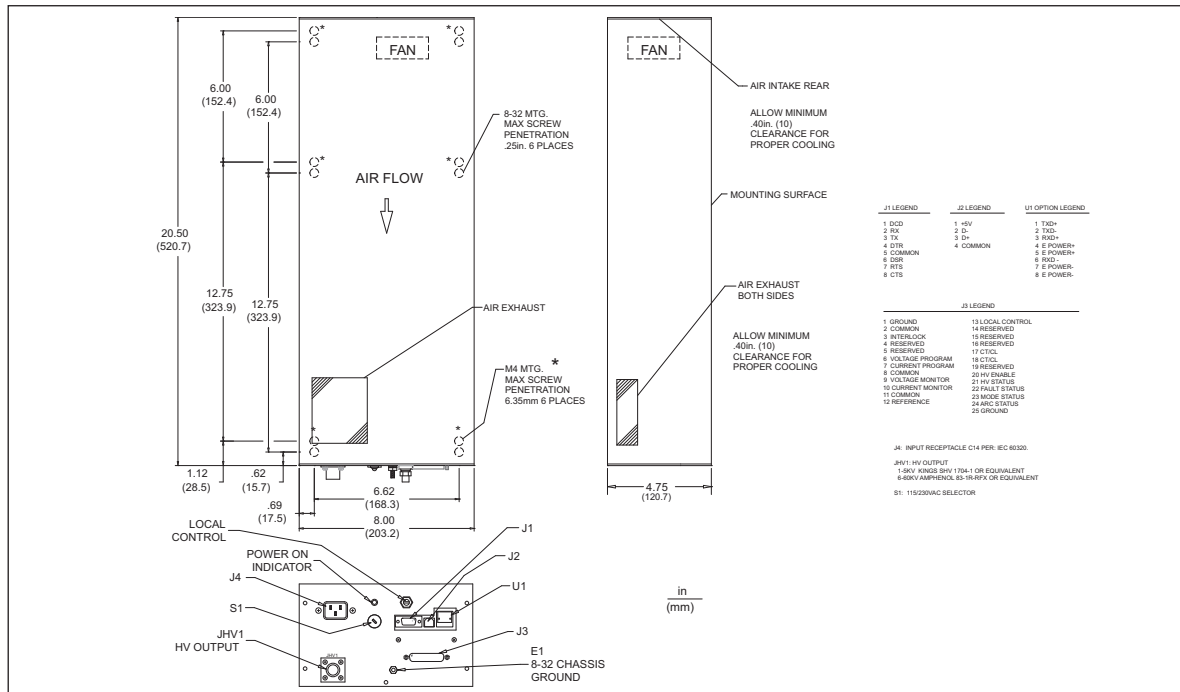 *
*
FAN
FAN
6.00
(152.4)
6.00
(152.4)
AIR INTAKE REAR
ALLOW MINIMUM
.40in. (10)
CLEARANCE FOR
PROPER COOLING
8-32 MTG.
MAX SCREW
PENETRATION
.25in. 6 PLACES
*
*
AIR FLOW
MOUNTING SURFACE
20.50
(520.7)
12.75
(323.9)
12.75
(323.9)
AIR EXHAUST
AIR EXHAUST
BOTH SIDES
ALLOW MINIMUM
.40in. (10)
CLEARANCE FOR
PROPER COOLING
M4 MTG. *
MAX SCREW
PENETRATION
6.35mm 6 PLACES
*
*
1.12
(28.5)
.62
(15.7)
.69
(17.5)
6.62
(168.3)
8.00
(203.2)
4.75
(120.7)
J1 LEGEND
1 DCD
2 RX
3 TX
4 DTR
5 COMMON
6 DSR
7 RTS
8 CTS
J2 LEGEND
1 +5V
2 D-
3 D+
4 COMMON
U1 OPTION LEGEND
1 TXD+
2 TXD-
3 RXD+
4 E POWER+
5 E POWER+
6 RXD -
7 E POWER-
8 E POWER-
J3 LEGEND
1 GROUND
2 COMMON
3 INTERLOCK
4 RESERVED
5 RESERVED
6 VOLTAGE PROGRAM
7 CURRENT PROGRAM
8 COMMON
9 VOLTAGE MONITOR
10 CURRENT MONITOR
11 COMMON
12 REFERENCE
13 LOCAL CONTROL
14 RESERVED
15 RESERVED
16 RESERVED
17 CT/CL
18 CT/CL
19 RESERVED
20 HV ENABLE
21 HV STATUS
22 FAULT STATUS
23 MODE STATUS
24 ARC STATUS
25 GROUND
J4: INPUT RECEPTACLE C14 PER: IEC 60320.
JHV1: HV OUTPUT
1-5KV KINGS SHV 1704-1 OR EQUIVALENT
6-60KV AMPHENOL 83-1R-RFX OR EQUIVALENT
S1: 115/230VAC SELECTOR
LOCAL
CONTROL
POWER ON
INDICATOR
J4
S1
JHV1
HV OUTPUT
JHV1
J1
J2
U1
J3
E1
8-32 CHASSIS
GROUND
in
(mm)